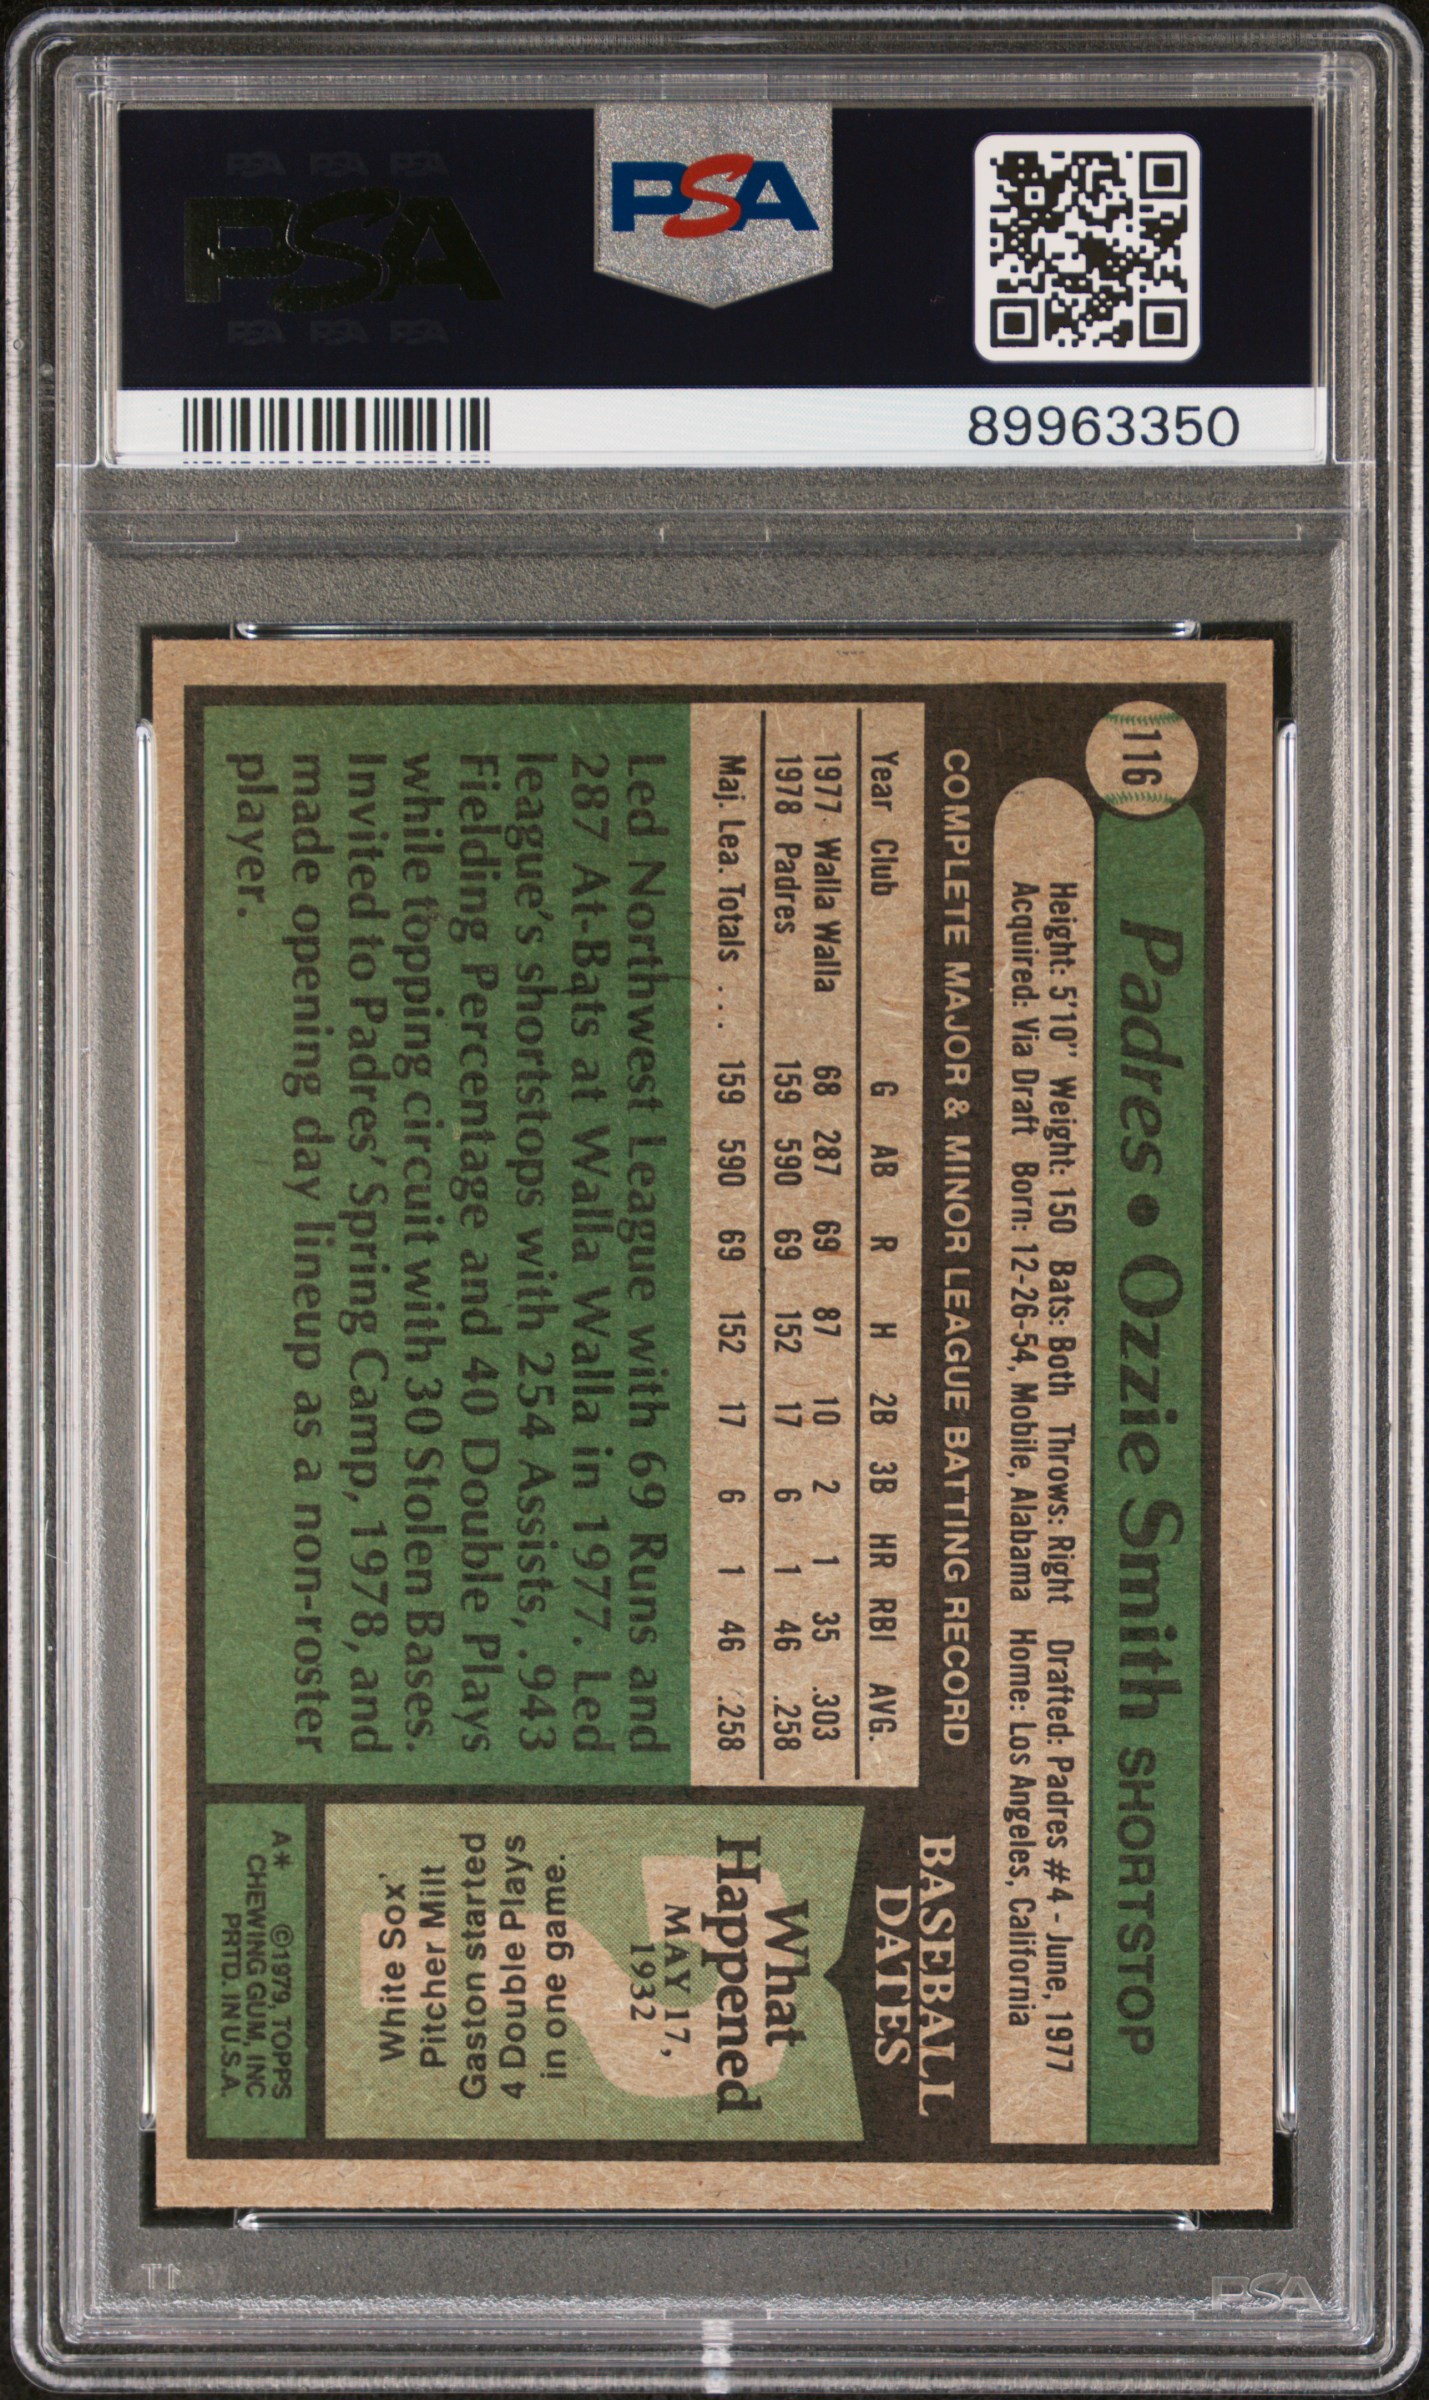 PSA PSA PSA
PSA
PSA PSA PSA
PSA
89963350
116
Padres • Ozzie Smith SHORTSTOP
Height: 5'10" Weight: 150 Bats: Both Throws: Right Drafted: Padres #4 - June, 1977
Acquired: Via Draft Born: 12-26-54, Mobile, Alabama Home: Los Angeles, California
COMPLETE MAJOR & MINOR LEAGUE BATTING RECORD
Year Club G AB R H 2B 3B HR RBI AVG.
1977 Walla Walla 68 287 69 87 10 2 1 35 .303
1978 Padres 159 590 69 152 17 6 1 46 .258
Maj. Lea. Totals ... 159 590 69 152 17 6 1 46 .258
Led Northwest League with 69 Runs and
287 At-Bats at Walla Walla in 1977. Led
league's shortstops with 254 Assists, .943
Fielding Percentage and 40 Double Plays
while topping circuit with 30 Stolen Bases.
Invited to Padres' Spring Camp, 1978, and
made opening day lineup as a non-roster
player.
BASEBALL
DATES
What
Happened
MAY 17,
1932
White Sox'
Pitcher Milt
Gaston started
4 Double Plays
in one game.
A* ©1979, TOPPS
CHEWING GUM, INC
PRTD. IN U.S.A.
PSA